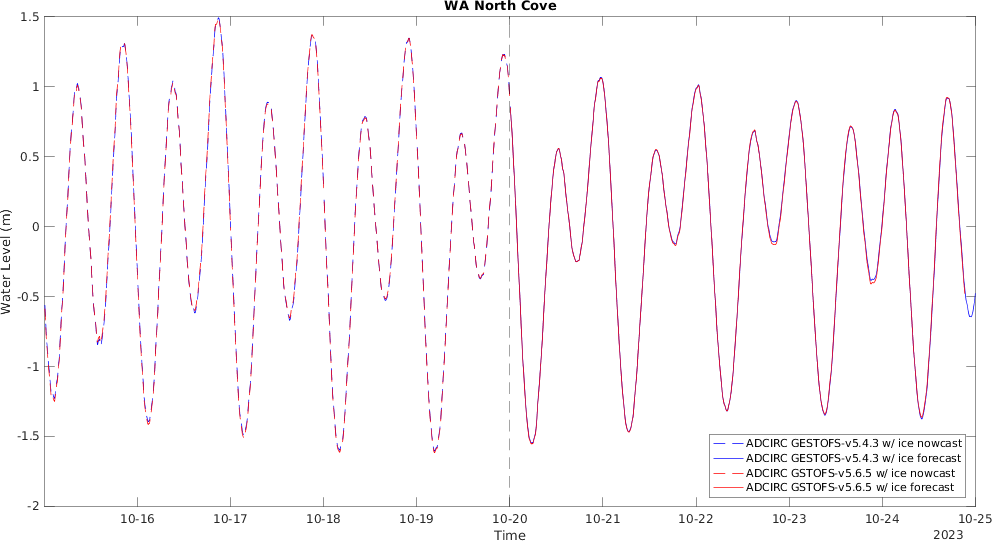 WA North Cove
Water Level (m)
1.5
1
0.5
0
-0.5
-1
-1.5
-2
10-16
10-17
10-18
10-19
10-20
10-21
10-22
10-23
10-24
10-25
Time
2023
ADCIRC GESTOFS-v5.4.3 w/ ice nowcast
ADCIRC GESTOFS-v5.4.3 w/ ice forecast
ADCIRC GSTOFS-v5.6.5 w/ ice nowcast
ADCIRC GSTOFS-v5.6.5 w/ ice forecast